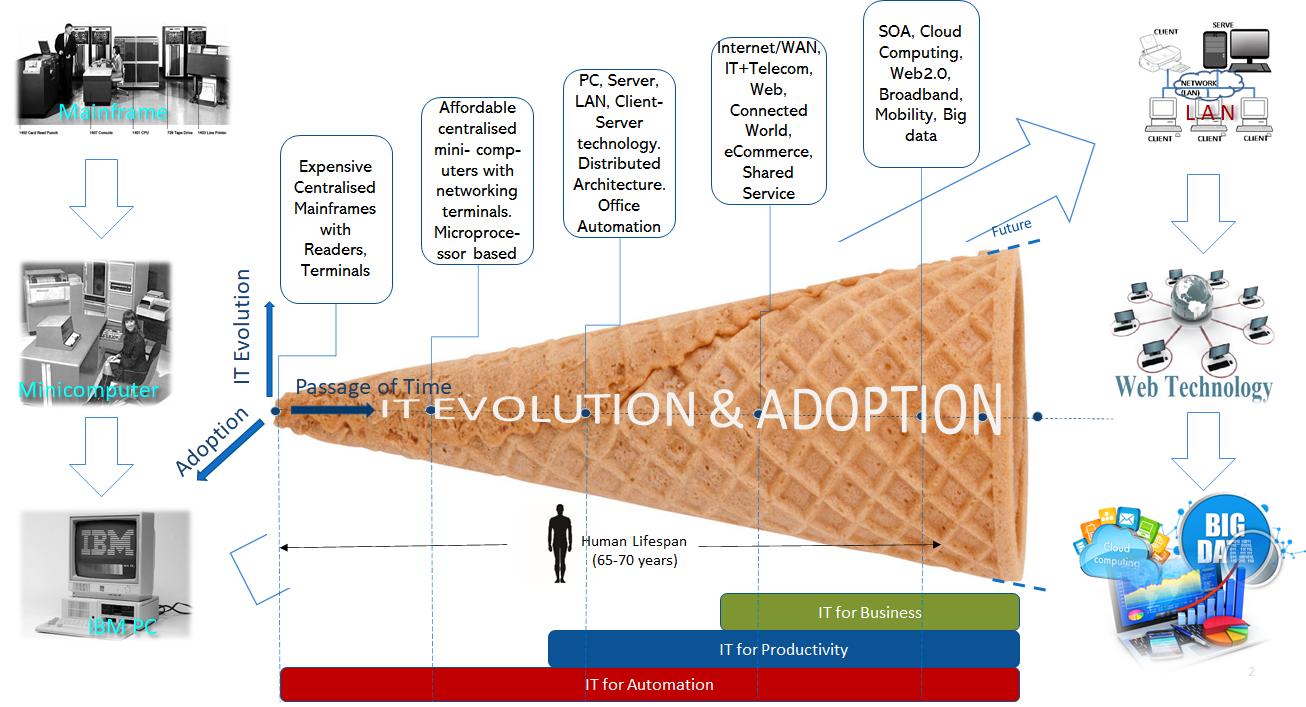 Mainframe
1402 Card Read Punch
1407 Console
1401 CPU
729 Tape Drive
1403 Line Printer
Minicomputer
IBM
IBM PC
Expensive
Centralised
Mainframes
with
Readers,
Terminals
Affordable
centralised
mini- comp-
uters with
networking
terminals.
Microproce-
ssor based
PC, Server,
LAN, Client-
Server
technology.
Distributed
Architecture.
Office
Automation
Internet/WAN,
IT+Telecom,
Web,
Connected
World,
eCommerce,
Shared
Service
SOA, Cloud
Computing,
Web2.0,
Broadband,
Mobility, Big
data
Future
IT Evolution
Passage of Time
Adoption
IT EVOLUTION & ADOPTION
Human Lifespan
(65-70 years)
IT for Business
IT for Productivity
IT for Automation
CLIENT
SERVE
NETWORK
(LAN)
LAN
CLIENT
CLIENT
CLIENT
Web Technology
Cloud
computing
BIG
DATA
2